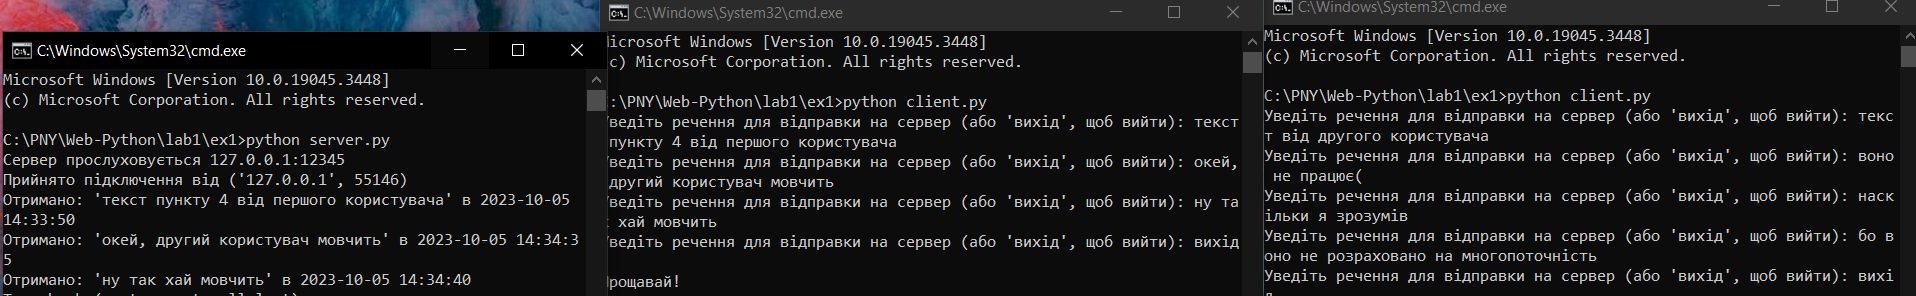 C:\Windows\System32\cmd.exe
Microsoft Windows [Version 10.0.19045.3448]
(c) Microsoft Corporation. All rights reserved.
C:\PNY\Web-Python\lab1\ex1>python server.py
Сервер прослуховується 127.0.0.1:12345
Прийнято підключення від ('127.0.0.1', 55146)
Отримано: 'текст пункту 4 від першого користувача' в 2023-10-05
14:33:50
Отримано: 'окей, другий користувач мовчить' в 2023-10-05 14:34:3
5
Отримано: 'ну так хай мовчить' в 2023-10-05 14:34:40
C:\Windows\System32\cmd.exe
icrosoft Windows [Version 10.0.19045.3448]
c) Microsoft Corporation. All rights reserved.
:\PNY\Web-Python\lab1\ex1>python client.py
Уведіть речення для відправки на сервер (або 'вихід', щоб вийти): текст
пункту 4 від першого користувача
Уведіть речення для відправки на сервер (або 'вихід', щоб вийти): окей,
другий користувач мовчить
Уведіть речення для відправки на сервер (або 'вихід', щоб вийти): ну та
к хай мовчить
Уведіть речення для відправки на сервер (або 'вихід', щоб вийти): вихід
Прощавай!
C:\Windows\System32\cmd.exe
Microsoft Windows [Version 10.0.19045.3448]
(c) Microsoft Corporation. All rights reserved.
C:\PNY\Web-Python\lab1\ex1>python client.py
Уведіть речення для відправки на сервер (або 'вихід', щоб вийти): текс
т від другого користувача
Уведіть речення для відправки на сервер (або 'вихід', щоб вийти): воно
не працює(
Уведіть речення для відправки на сервер (або 'вихід', щоб вийти): наск
ільки я зрозумів
Уведіть речення для відправки на сервер (або 'вихід', щоб вийти): бо в
оно не розраховано на многопоточність
Уведіть речення для відправки на сервер (або 'вихід', щоб вийти): вихі